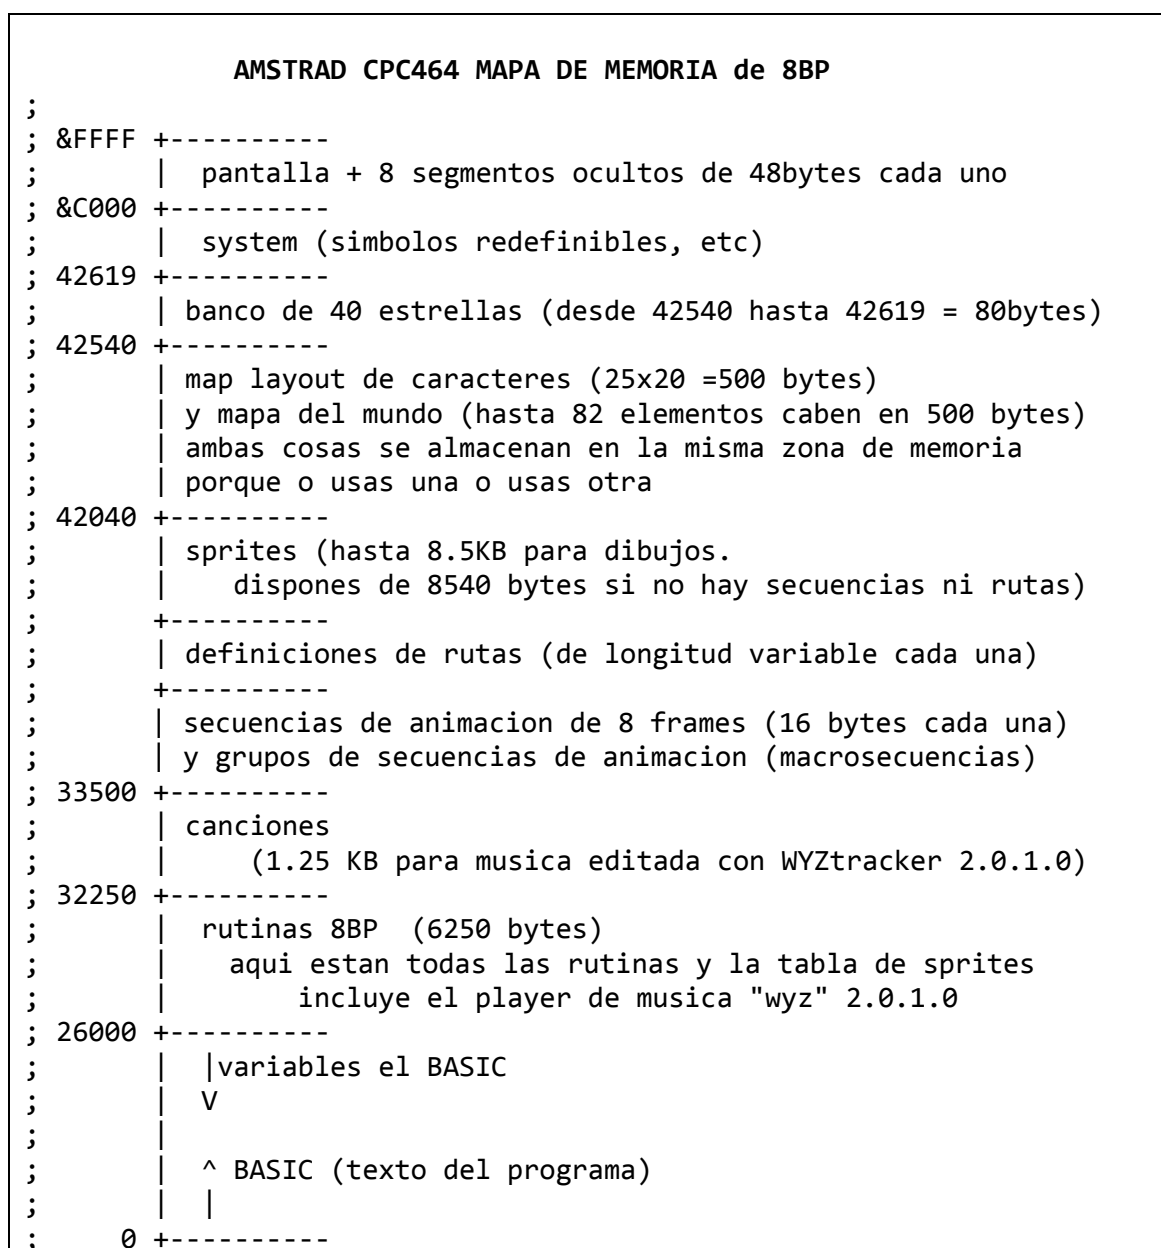 AMSTRAD CPC464 MAPA DE MEMORIA de 8BP
;
; &FFFF +----------
;       |  pantalla + 8 segmentos ocultos de 48bytes cada uno
; &C000 +----------
;       |  system (simbolos redefinibles, etc)
; 42619 +----------
;       | banco de 40 estrellas (desde 42540 hasta 42619 = 80bytes)
; 42540 +----------
;       | map layout de caracteres (25x20 =500 bytes)
;       | y mapa del mundo (hasta 82 elementos caben en 500 bytes)
;       | ambas cosas se almacenan en la misma zona de memoria
;       | porque o usas una o usas otra
; 42040 +----------
;       | sprites (hasta 8.5KB para dibujos.
;       |    dispones de 8540 bytes si no hay secuencias ni rutas)
;       +----------
;       | definiciones de rutas (de longitud variable cada una)
;       +----------
;       | secuencias de animacion de 8 frames (16 bytes cada una)
;       | y grupos de secuencias de animacion (macrosecuencias)
; 33500 +----------
;       | canciones
;       |     (1.25 KB para musica editada con WYZtracker 2.0.1.0)
; 32250 +----------
;       |  rutinas 8BP  (6250 bytes)
;       |    aqui estan todas las rutinas y la tabla de sprites
;       |        incluye el player de musica "wyz" 2.0.1.0
; 26000 +----------
;       |  |variables el BASIC
;       |  V
;       |
;       |  ^ BASIC (texto del programa)
;       |  |
;     0 +----------